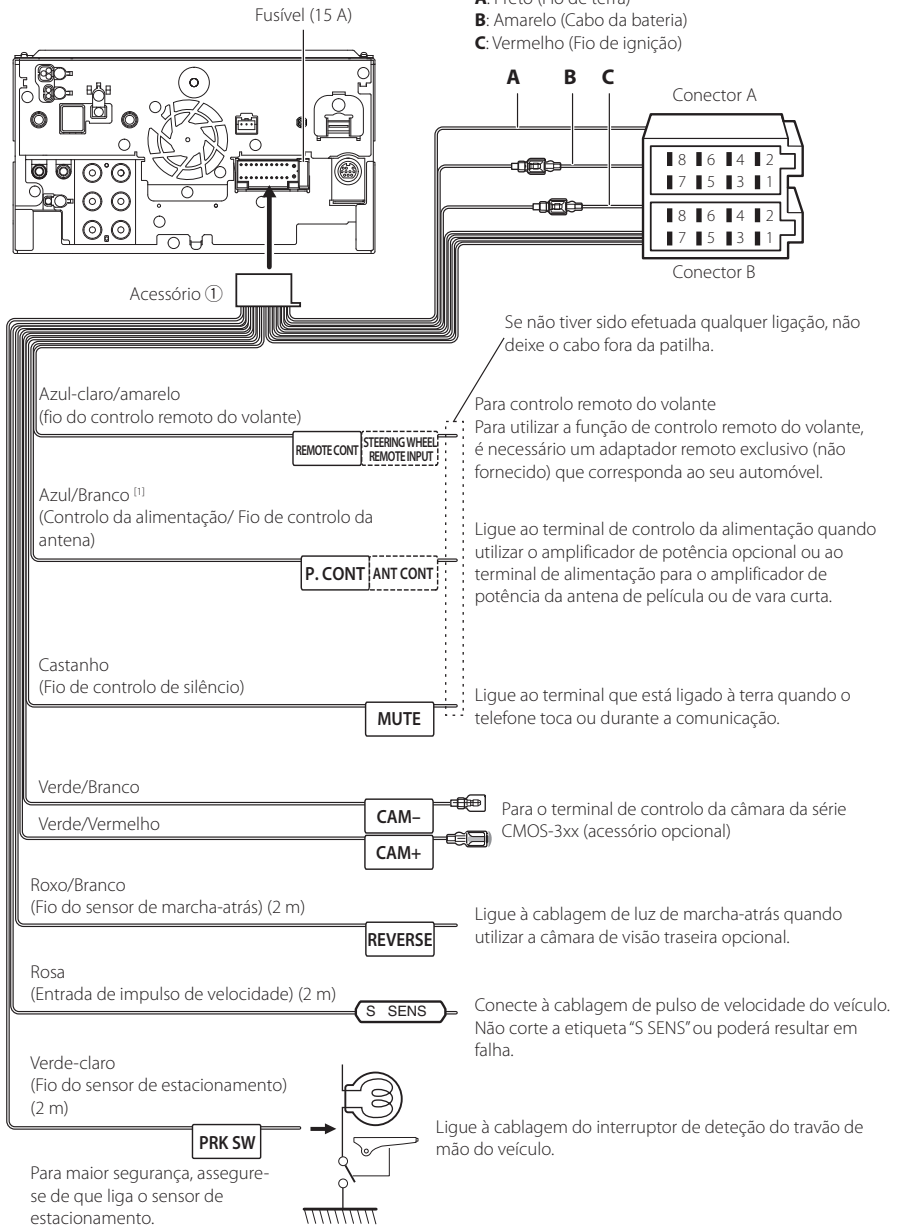 Fusível (15 A)
A: Preto (Fio de terra)
B: Amarelo (Cabo da bateria)
C: Vermelho (Fio de ignição)
A B C
Conector A
8 6 4 2
7 5 3 1
8 6 4 2
7 5 3 1
Conector B
Acessório ①
Se não tiver sido efetuada qualquer ligação, não
deixe o cabo fora da patilha.
Azul-claro/amarelo
(fio do controlo remoto do volante)
REMOTE CONT
STEERING WHEEL
REMOTE INPUT
Para controlo remoto do volante
Para utilizar a função de controlo remoto do volante,
é necessário um adaptador remoto exclusivo (não
fornecido) que corresponda ao seu automóvel.
Azul/Branco [1]
(Controlo da alimentação/ Fio de controlo da
antena)
P. CONT ANT CONT
Ligue ao terminal de controlo da alimentação quando
utilizar o amplificador de potência opcional ou ao
terminal de alimentação para o amplificador de
potência da antena de película ou de vara curta.
Castanho
(Fio de controlo de silêncio)
MUTE
Ligue ao terminal que está ligado à terra quando o
telefone toca ou durante a comunicação.
Verde/Branco
CAM–
Verde/Vermelho
CAM+
Para o terminal de controlo da câmara da série
CMOS-3xx (acessório opcional)
Roxo/Branco
(Fio do sensor de marcha-atrás) (2 m)
REVERSE
Ligue à cablagem de luz de marcha-atrás quando
utilizar a câmara de visão traseira opcional.
Rosa
(Entrada de impulso de velocidade) (2 m)
S SENS
Conecte à cablagem de pulso de velocidade do veículo.
Não corte a etiqueta “S SENS” ou poderá resultar em
falha.
Verde-claro
(Fio do sensor de estacionamento)
(2 m)
PRK SW
Ligue à cablagem do interruptor de deteção do travão de
mão do veículo.
Para maior segurança, assegure-
se de que liga o sensor de
estacionamento.